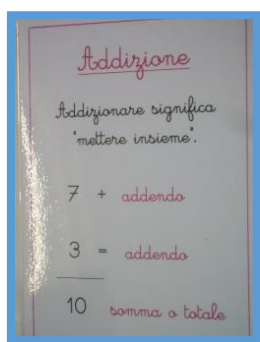 Addizione
Addizionare significa
"mettere insieme".
7 + addendo
3 = addendo
10 somma o totale